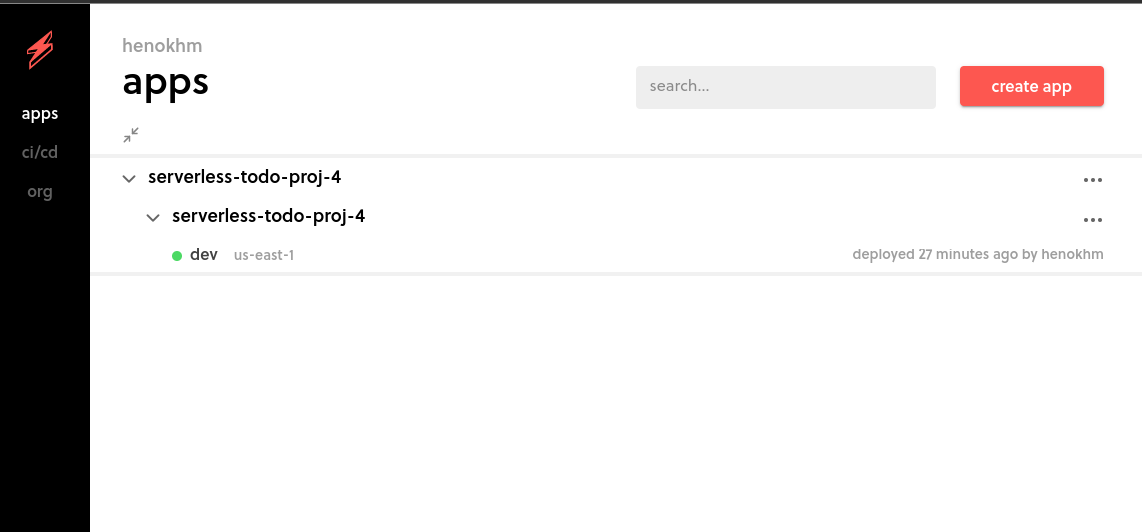 henokhm
apps
search...
create app
apps
ci/cd
org
serverless-todo-proj-4
serverless-todo-proj-4
dev us-east-1 deployed 27 minutes ago by henokhm